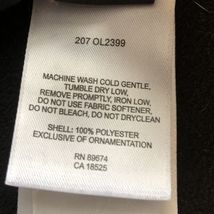 207 OL2399
MACHINE WASH COLD GENTLE,
TUMBLE DRY LOW,
REMOVE PROMPTLY, IRON LOW,
DO NOT USE FABRIC SOFTENER,
DO NOT BLEACH, DO NOT DRYCLEAN
SHELL: 100% POLYESTER
EXCLUSIVE OF ORNAMENTATION
RN 89674
CA 18525